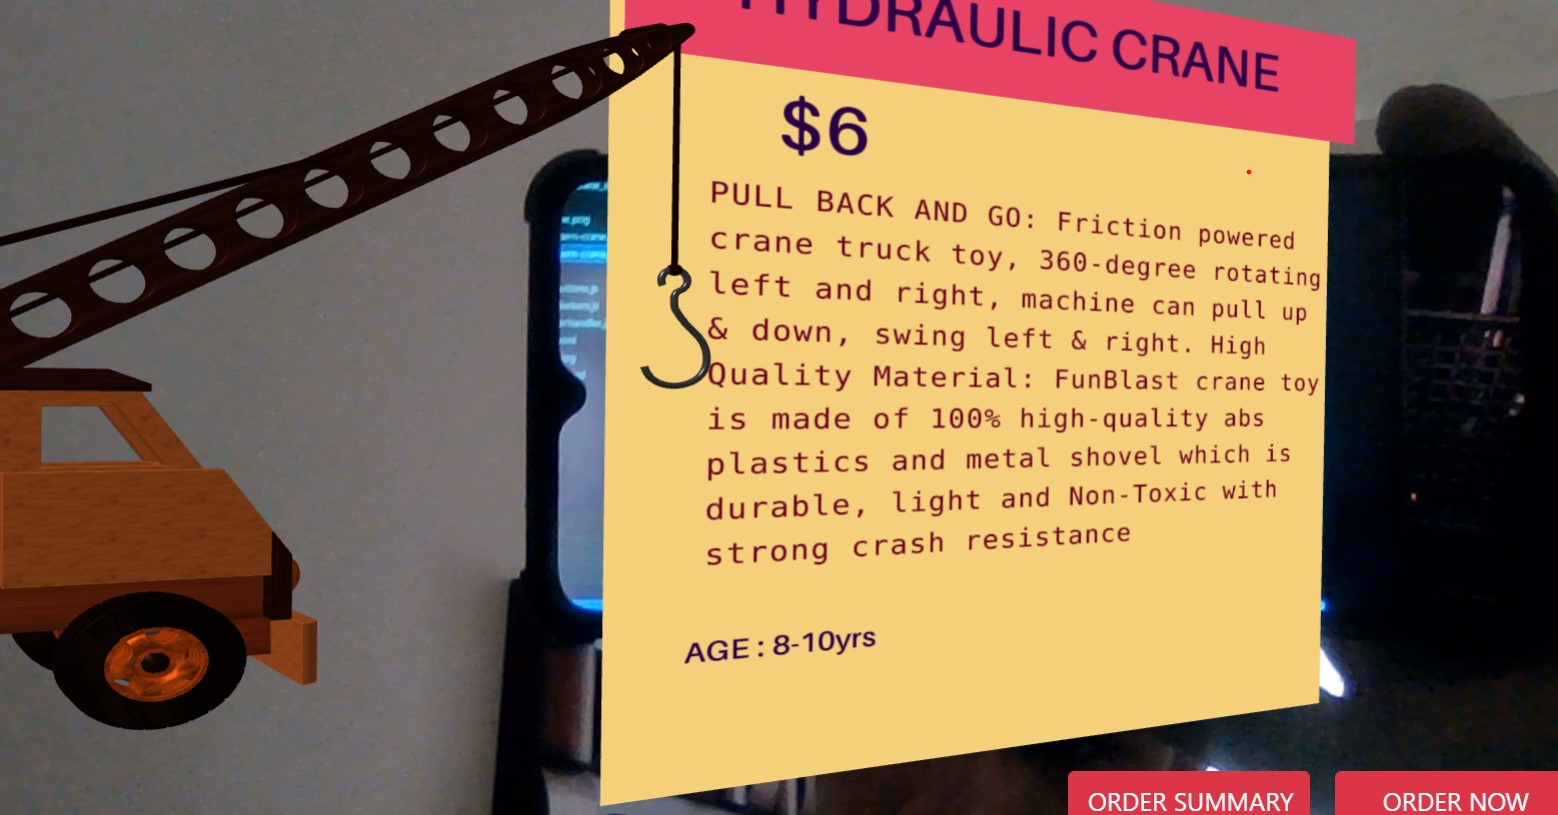 HYDRAULIC CRANE
$6
PULL BACK AND GO: Friction powered
crane truck toy, 360-degree rotating
left and right, machine can pull up
& down, swing left & right. High
Quality Material: FunBlast crane toy
is made of 100% high-quality abs
plastics and metal shovel which is
durable, light and Non-Toxic with
strong crash resistance
AGE : 8-10yrs
ORDER SUMMARY
ORDER NOW